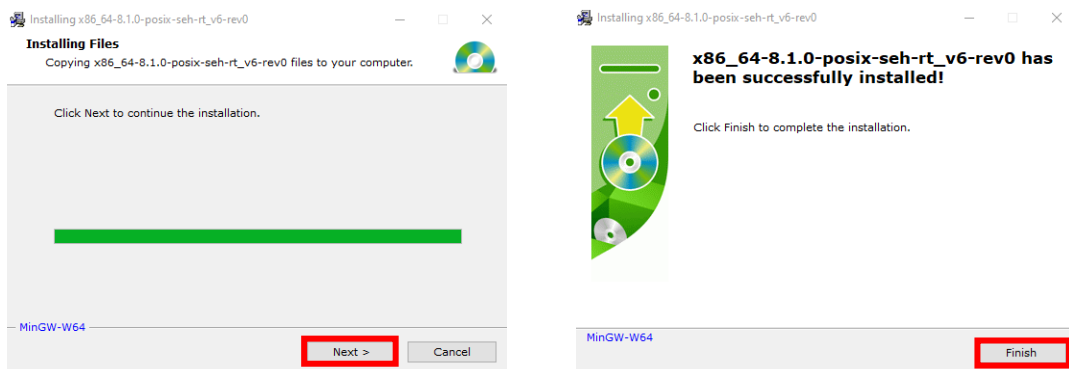 Installing x86_64-8.1.0-posix-seh-rt_v6-rev0
Installing Files
Copying x86_64-8.1.0-posix-seh-rt_v6-rev0 files to your computer.
Click Next to continue the installation.
MinGW-W64
Next >
Cancel
Installing x86_64-8.1.0-posix-seh-rt_v6-rev0
x86_64-8.1.0-posix-seh-rt_v6-rev0 has
been successfully installed!
Click Finish to complete the installation.
MinGW-W64
Finish